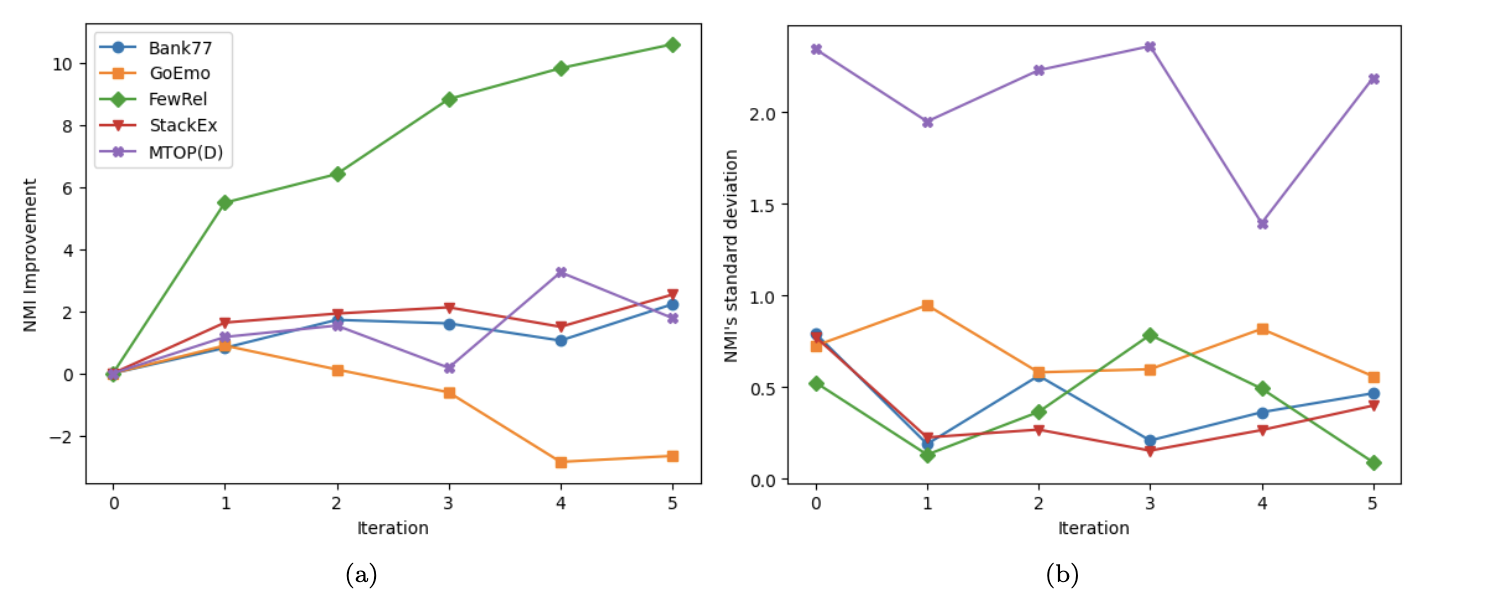 NMI Improvement
10
8
6
4
2
0
−2
Bank77
GoEmo
FewRel
StackEx
MTOP(D)
0 1 2 3 4 5
Iteration
(a)
NMI's standard deviation
2.0
1.5
1.0
0.5
0.0
0 1 2 3 4 5
Iteration
(b)